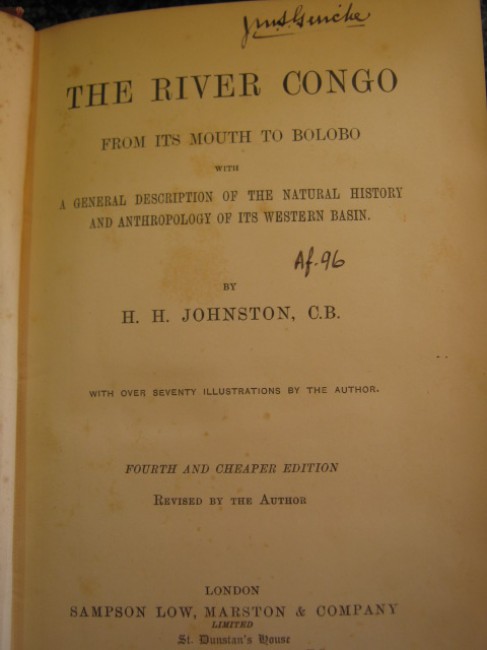 THE RIVER CONGO
FROM ITS MOUTH TO BOLOBO
WITH
A GENERAL DESCRIPTION OF THE NATURAL HISTORY
AND ANTHROPOLOGY OF ITS WESTERN BASIN.
Af. 96
BY
H. H. JOHNSTON, C.B.
WITH OVER SEVENTY ILLUSTRATIONS BY THE AUTHOR.
FOURTH AND CHEAPER EDITION
REVISED BY THE AUTHOR
LONDON
SAMPSON LOW, MARSTON & COMPANY
LIMITED
St. Dunstan's House